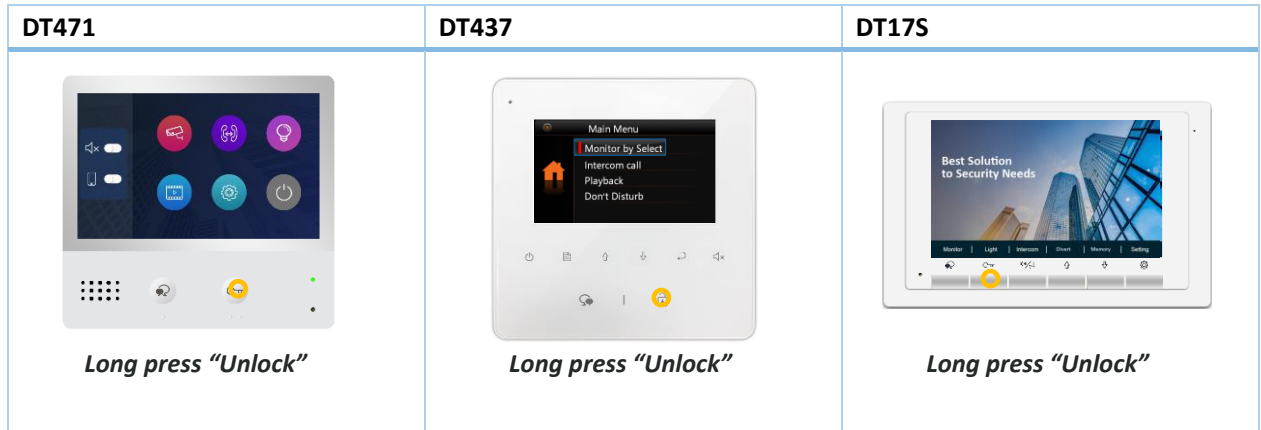 DT471
DT437
DT17S
Main Menu
Monitor by Select
Intercom call
Playback
Don't Disturb
Best Solution
to Security Needs
Monitor | Light | Intercom | Divert | Memory | Setting
Long press “Unlock”
Long press “Unlock”
Long press “Unlock”